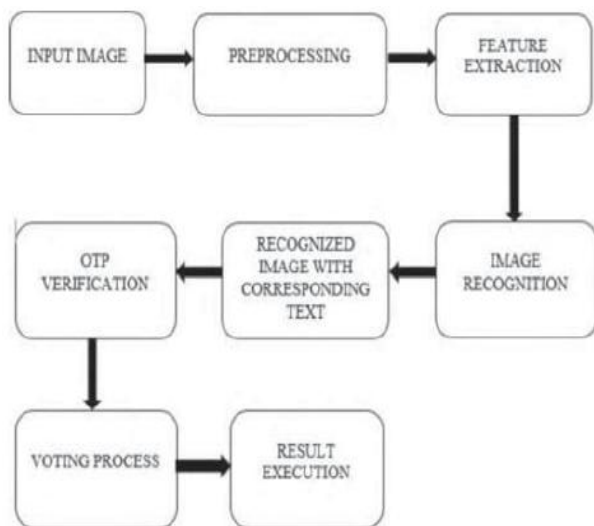 INPUT IMAGE
PREPROCESSING
FEATURE
EXTRACTION
IMAGE
RECOGNITION
RECOGNIZED
IMAGE WITH
CORRESPONDING
TEXT
OTP
VERIFICATION
VOTING PROCESS
RESULT
EXECUTION